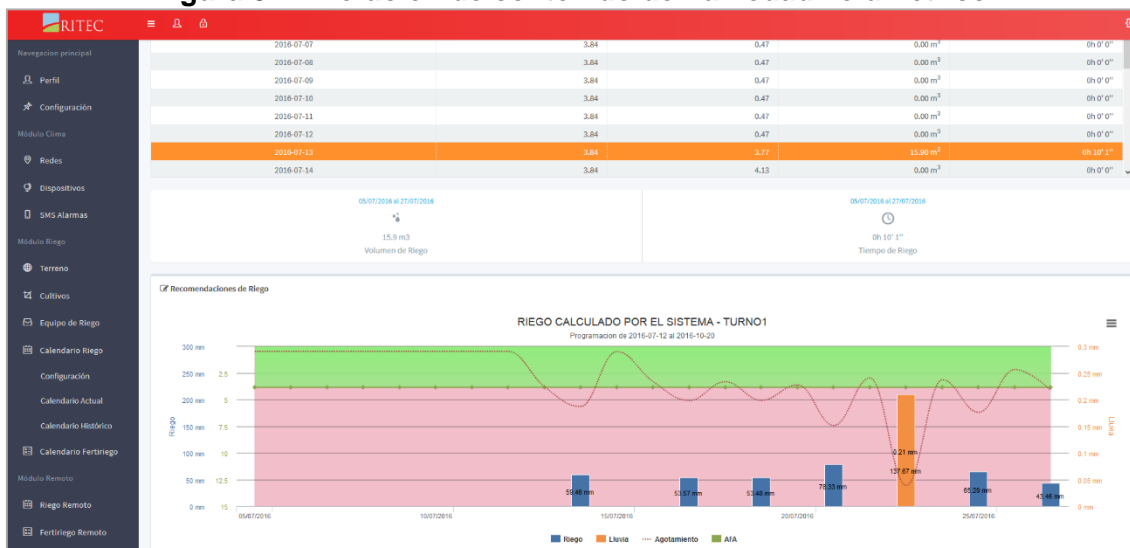 RITEC
Navegacion principal
Perfil
Configuración
Módulo Clima
Redes
Dispositivos
SMS Alarmas
Módulo Riego
Terreno
Cultivos
Equipo de Riego
Calendario Riego
Configuración
Calendario Actual
Calendario Histórico
Calendario Fertiriego
Módulo Remoto
Riego Remoto
Fertiriego Remoto
2016-07-07 3.84 0.47 0.00 m³ 0h 0' 0''
2016-07-08 3.84 0.47 0.00 m³ 0h 0' 0''
2016-07-09 3.84 0.47 0.00 m³ 0h 0' 0''
2016-07-10 3.84 0.47 0.00 m³ 0h 0' 0''
2016-07-11 3.84 0.47 0.00 m³ 0h 0' 0''
2016-07-12 3.84 0.47 0.00 m³ 0h 0' 0''
2016-07-13 3.84 3.77 15.90 m³ 0h 10' 1''
2016-07-14 3.84 4.13 0.00 m³ 0h 0' 0''
05/07/2016 al 27/07/2016
15.9 m3
Volumen de Riego
05/07/2016 al 27/07/2016
0h 10' 1''
Tiempo de Riego
Recomendaciones de Riego
RIEGO CALCULADO POR EL SISTEMA - TURNO1
Programacion de 2016-07-12 al 2016-10-20
300 mm 0.3 mm
250 mm 2.5 0.25 mm
200 mm 5 0.2 mm
Riego 150 mm 7.5 0.15 mm Lluvia
100 mm 10 0.1 mm
50 mm 12.5 0.05 mm
0 mm 15 0 mm
0.21 mm
137.67 mm
59.46 mm 53.57 mm 53.48 mm 78.33 mm 65.29 mm 43.46 mm
05/07/2016 10/07/2016 15/07/2016 20/07/2016 25/07/2016
Riego Lluvia Agotamiento AfA